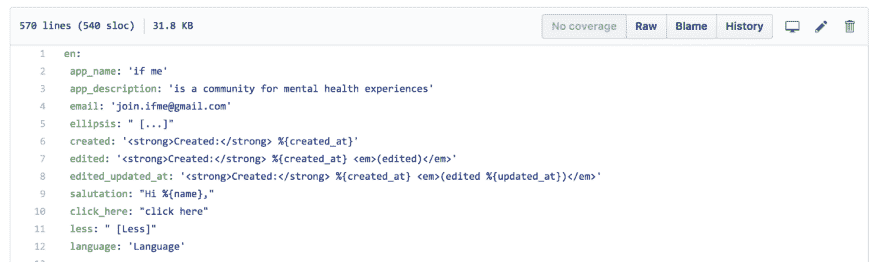 570 lines (540 sloc) 31.8 KB No coverage Raw Blame History
1 en:
2 app_name: 'if me'
3 app_description: 'is a community for mental health experiences'
4 email: 'join.ifme@gmail.com'
5 ellipsis: " [...]"
6 created: '<strong>Created:</strong> %{created_at}'
7 edited: '<strong>Created:</strong> %{created_at} <em>(edited)</em>'
8 edited_updated_at: '<strong>Created:</strong> %{created_at} <em>(edited %{updated_at})</em>'
9 salutation: "Hi %{name},"
10 click_here: "click here"
11 less: " [Less]"
12 language: 'Language'